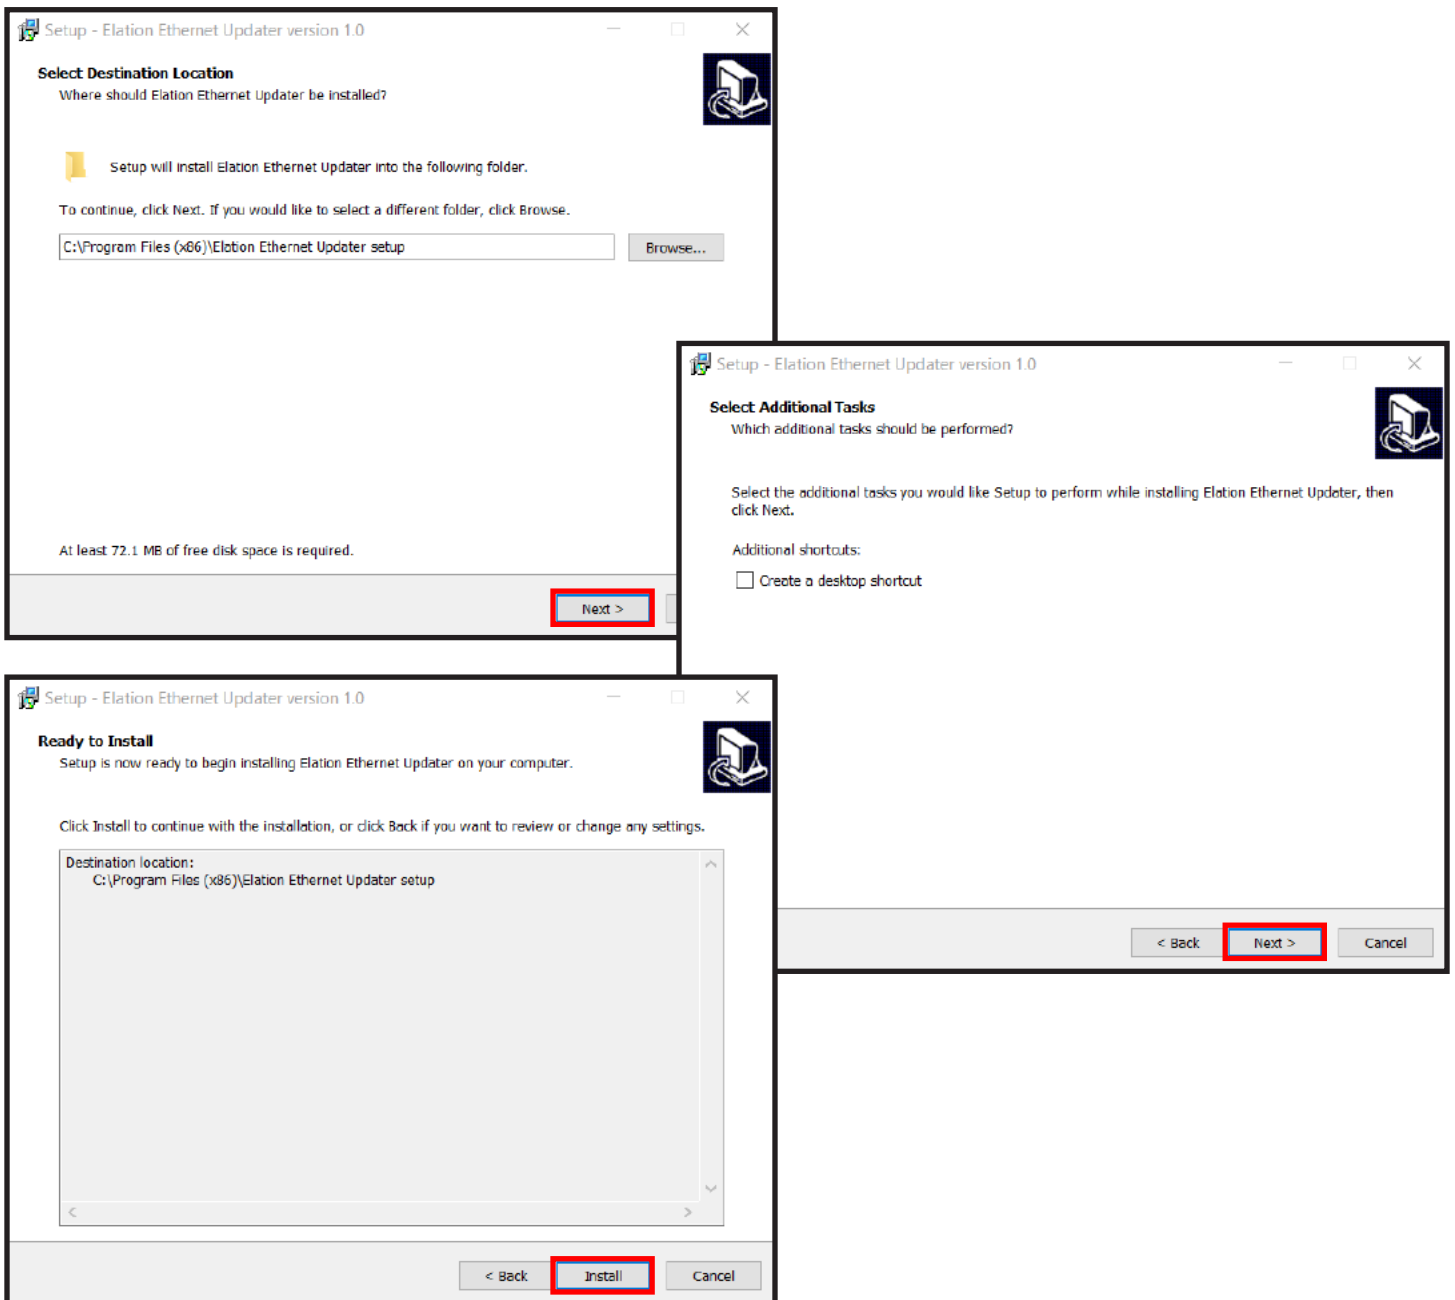 Setup - Elation Ethernet Updater version 1.0
Select Destination Location
Where should Elation Ethernet Updater be installed?
Setup will install Elation Ethernet Updater into the following folder.
To continue, click Next. If you would like to select a different folder, click Browse.
C:\Program Files (x86)\Elation Ethernet Updater setup
Browse...
At least 72.1 MB of free disk space is required.
Next >
Setup - Elation Ethernet Updater version 1.0
Select Additional Tasks
Which additional tasks should be performed?
Select the additional tasks you would like Setup to perform while installing Elation Ethernet Updater, then
click Next.
Additional shortcuts:
Create a desktop shortcut
< Back
Next >
Cancel
Setup - Elation Ethernet Updater version 1.0
Ready to Install
Setup is now ready to begin installing Elation Ethernet Updater on your computer.
Click Install to continue with the installation, or click Back if you want to review or change any settings.
Destination location:
C:\Program Files (x86)\Elation Ethernet Updater setup
< Back
Install
Cancel